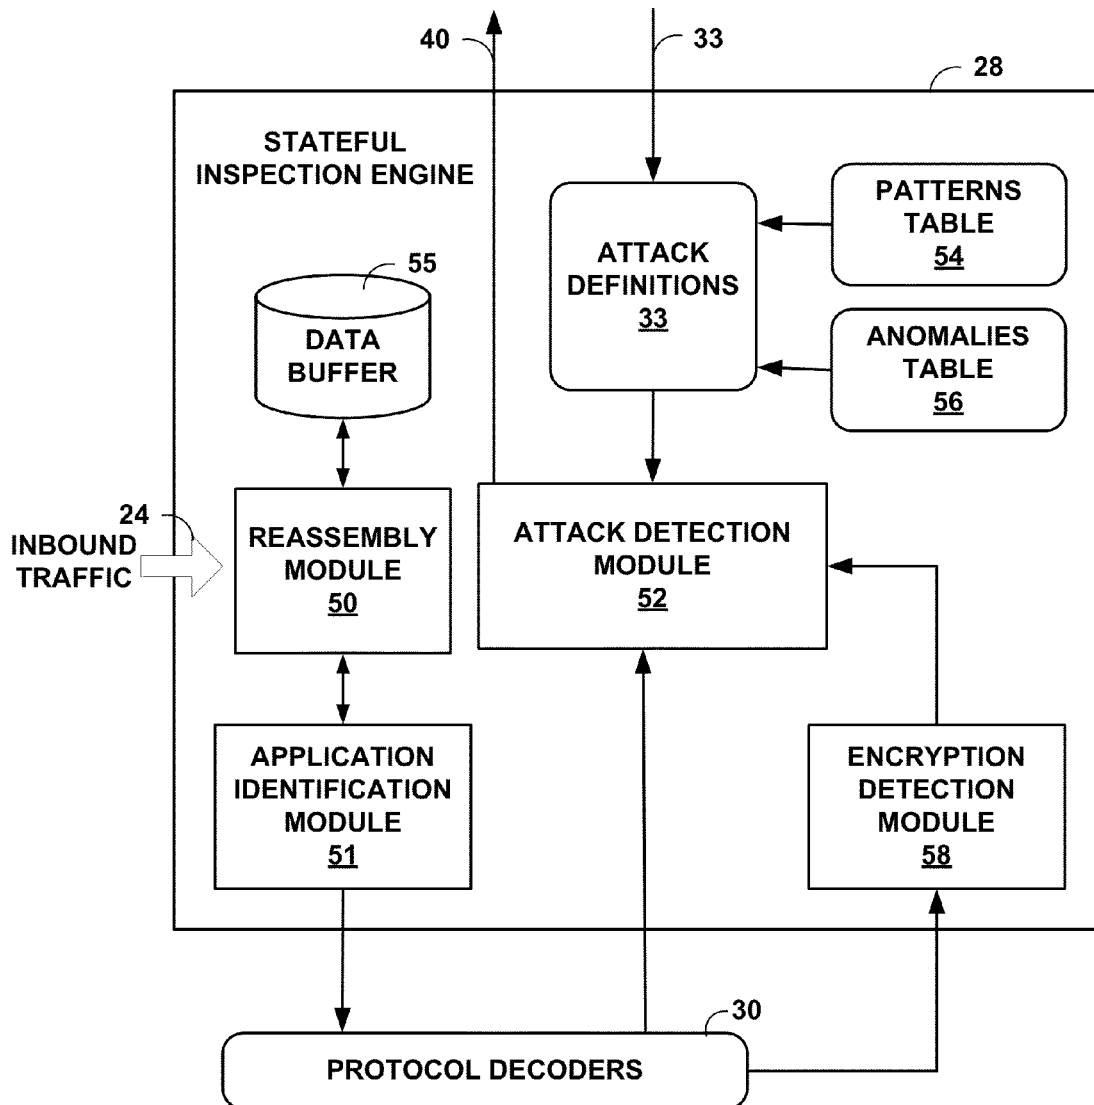 40
33
28
STATEFUL
INSPECTION ENGINE
PATTERNS
TABLE
54
ATTACK
DEFINITIONS
33
55
DATA
BUFFER
ANOMALIES
TABLE
56
24
INBOUND
TRAFFIC
REASSEMBLY
MODULE
50
ATTACK DETECTION
MODULE
52
APPLICATION
IDENTIFICATION
MODULE
51
ENCRYPTION
DETECTION
MODULE
58
30
PROTOCOL DECODERS